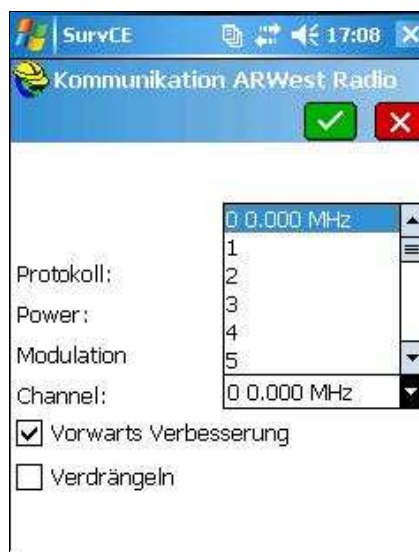 SurvCE 17:08
Kommunikation ARWest Radio
0 0.000 MHz
1
Protokoll: 2
Power: 3
4
Modulation 5
Channel: 0 0.000 MHz
Vorwarts Verbesserung
Verdrängeln